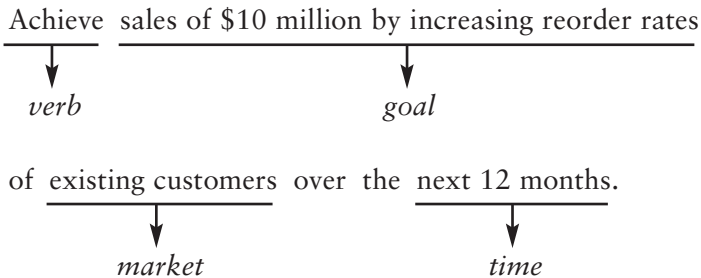 Achieve sales of $10 million by increasing reorder rates
verb goal
of existing customers over the next 12 months.
market time